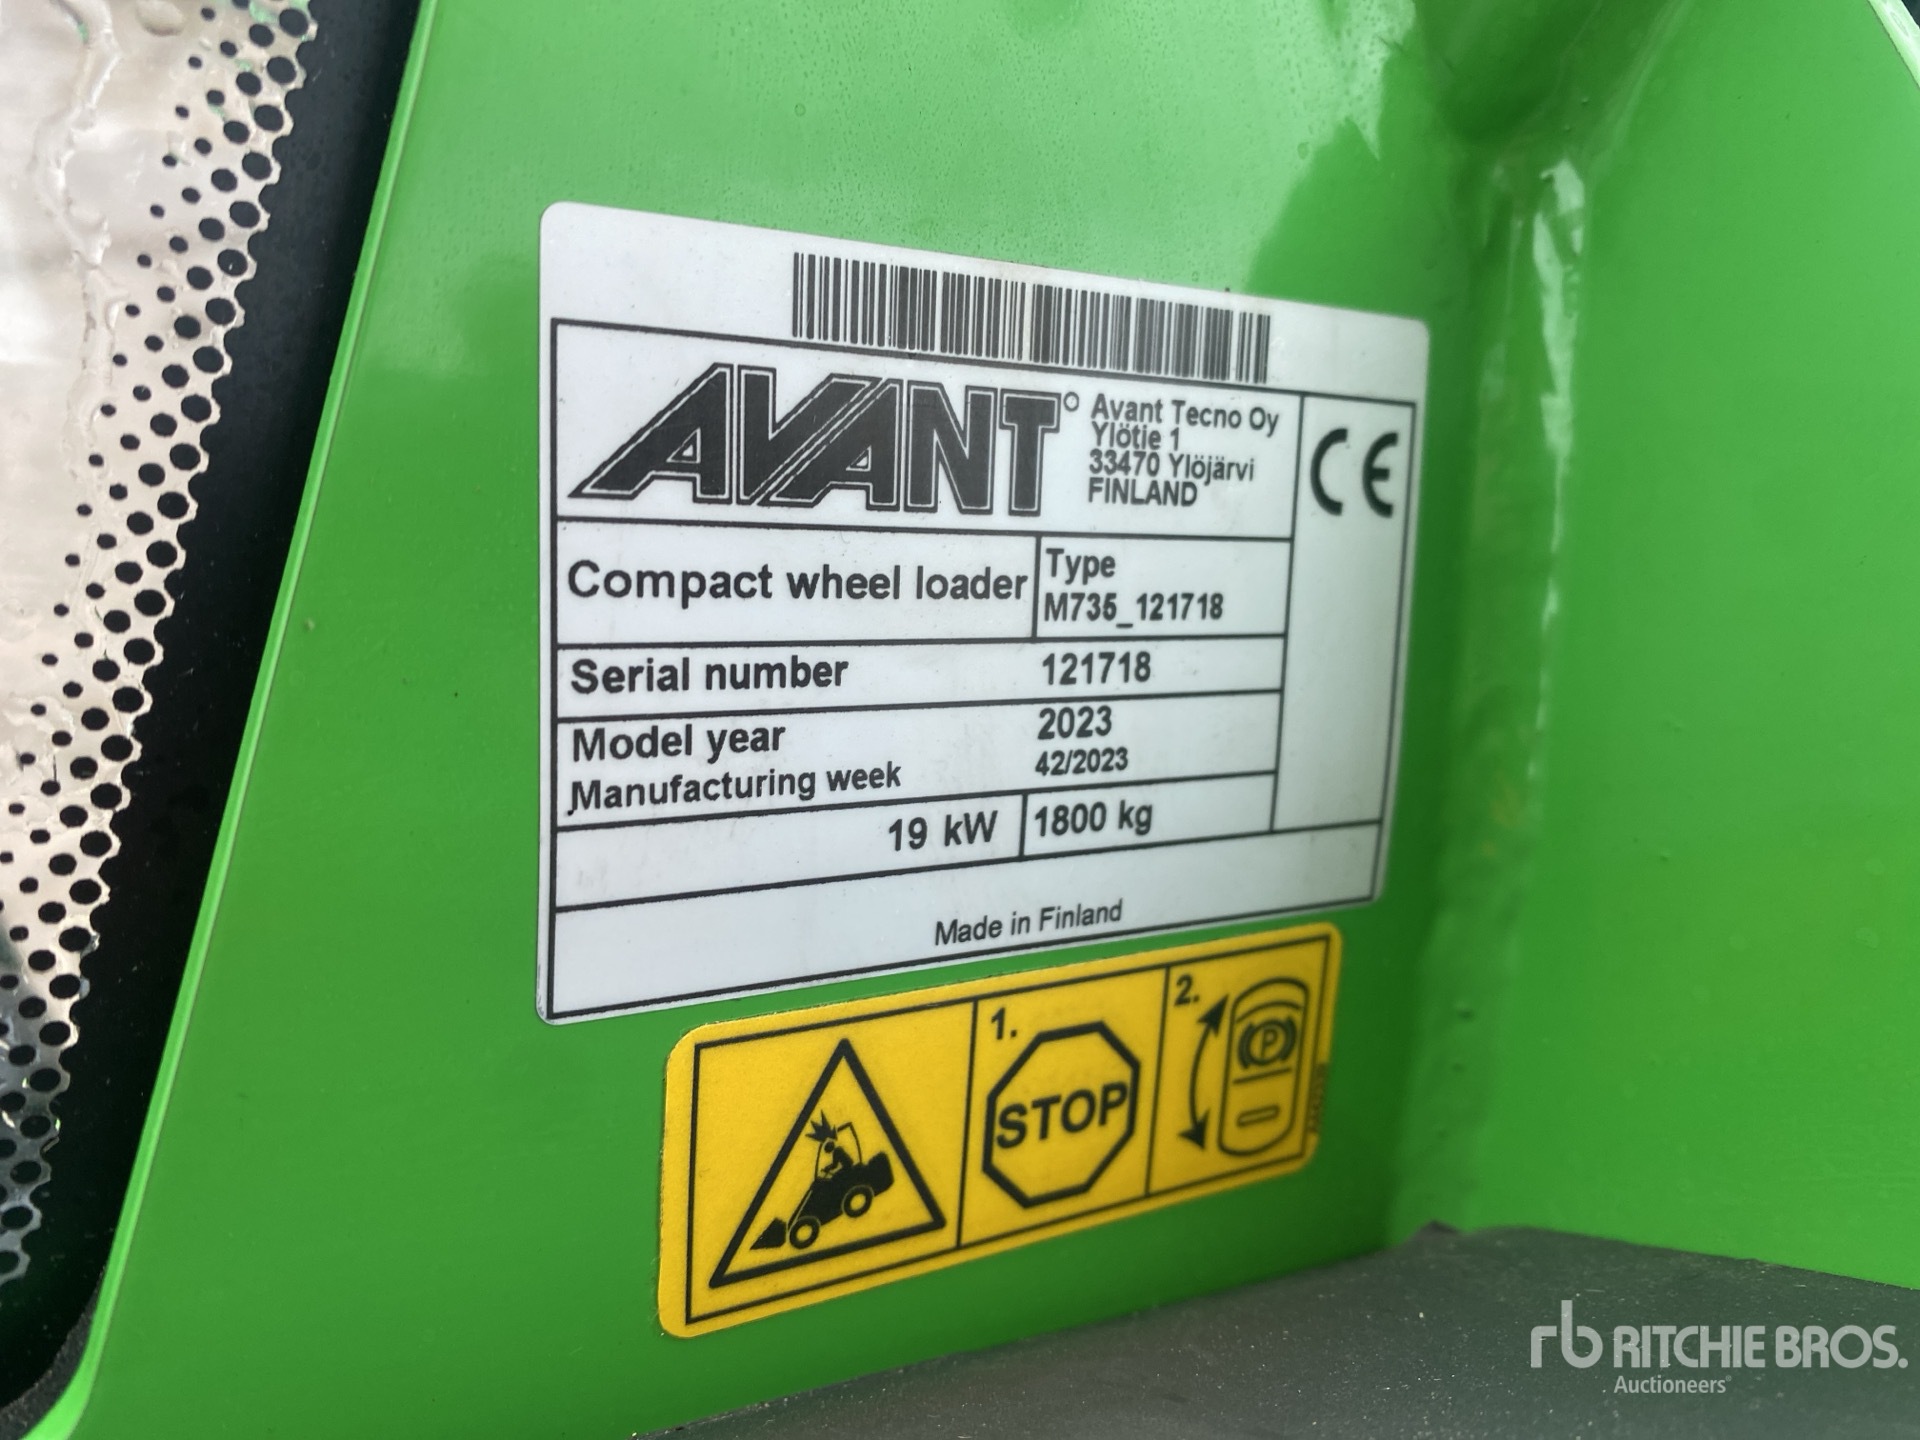 AVANT
Avant Tecno Oy
Ylötie 1
33470 Ylöjärvi
FINLAND
CE
Compact wheel loader
Type
M735_121718
Serial number 121718
Model year 2023
Manufacturing week 42/2023
19 kW 1800 kg
Made in Finland
1.
STOP
2.
P
rb RITCHIE BROS.
Auctioneers